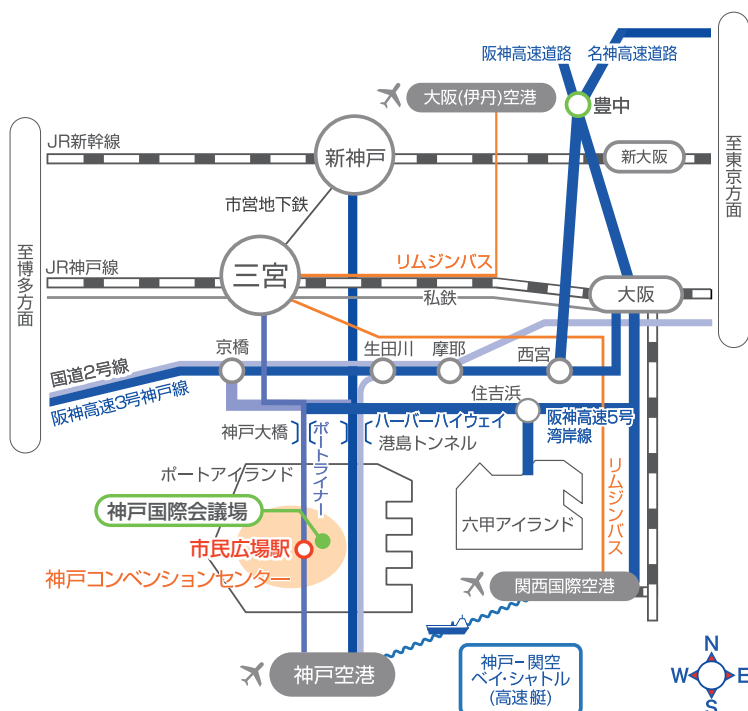 阪神高速道路
名神高速道路
大阪(伊丹)空港
豊中
至東京方面
JR新幹線
新神戸
新大阪
市営地下鉄
至博多方面
JR神戸線
三宮
リムジンバス
私鉄
大阪
京橋
生田川
摩耶
西宮
国道2号線
阪神高速3号神戸線
住吉浜
神戸大橋
ポートライナー
ハーバーハイウェイ
港島トンネル
阪神高速5号
湾岸線
ポートアイランド
リムジンバス
神戸国際会議場
六甲アイランド
市民広場駅
神戸コンベンションセンター
関西国際空港
神戸空港
神戸ー関空
ベイ・シャトル
(高速艇)
N
W
E
S